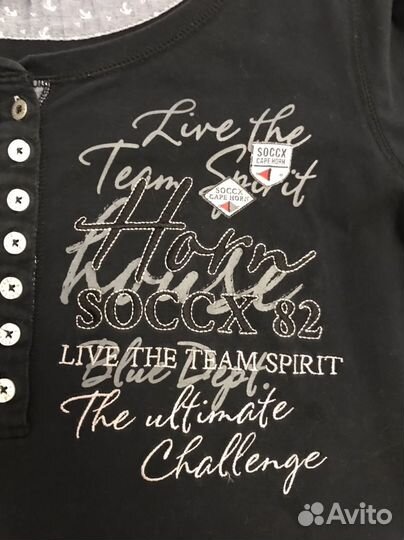 Live the
Team Spirit
SOCCX
CAPE HORN
SOCCX
CAPE HORN
Horn
house
SOCCX 82
LIVE THE TEAM/SPIRIT
Blue Dept.
The ultimate
Challenge
Avito